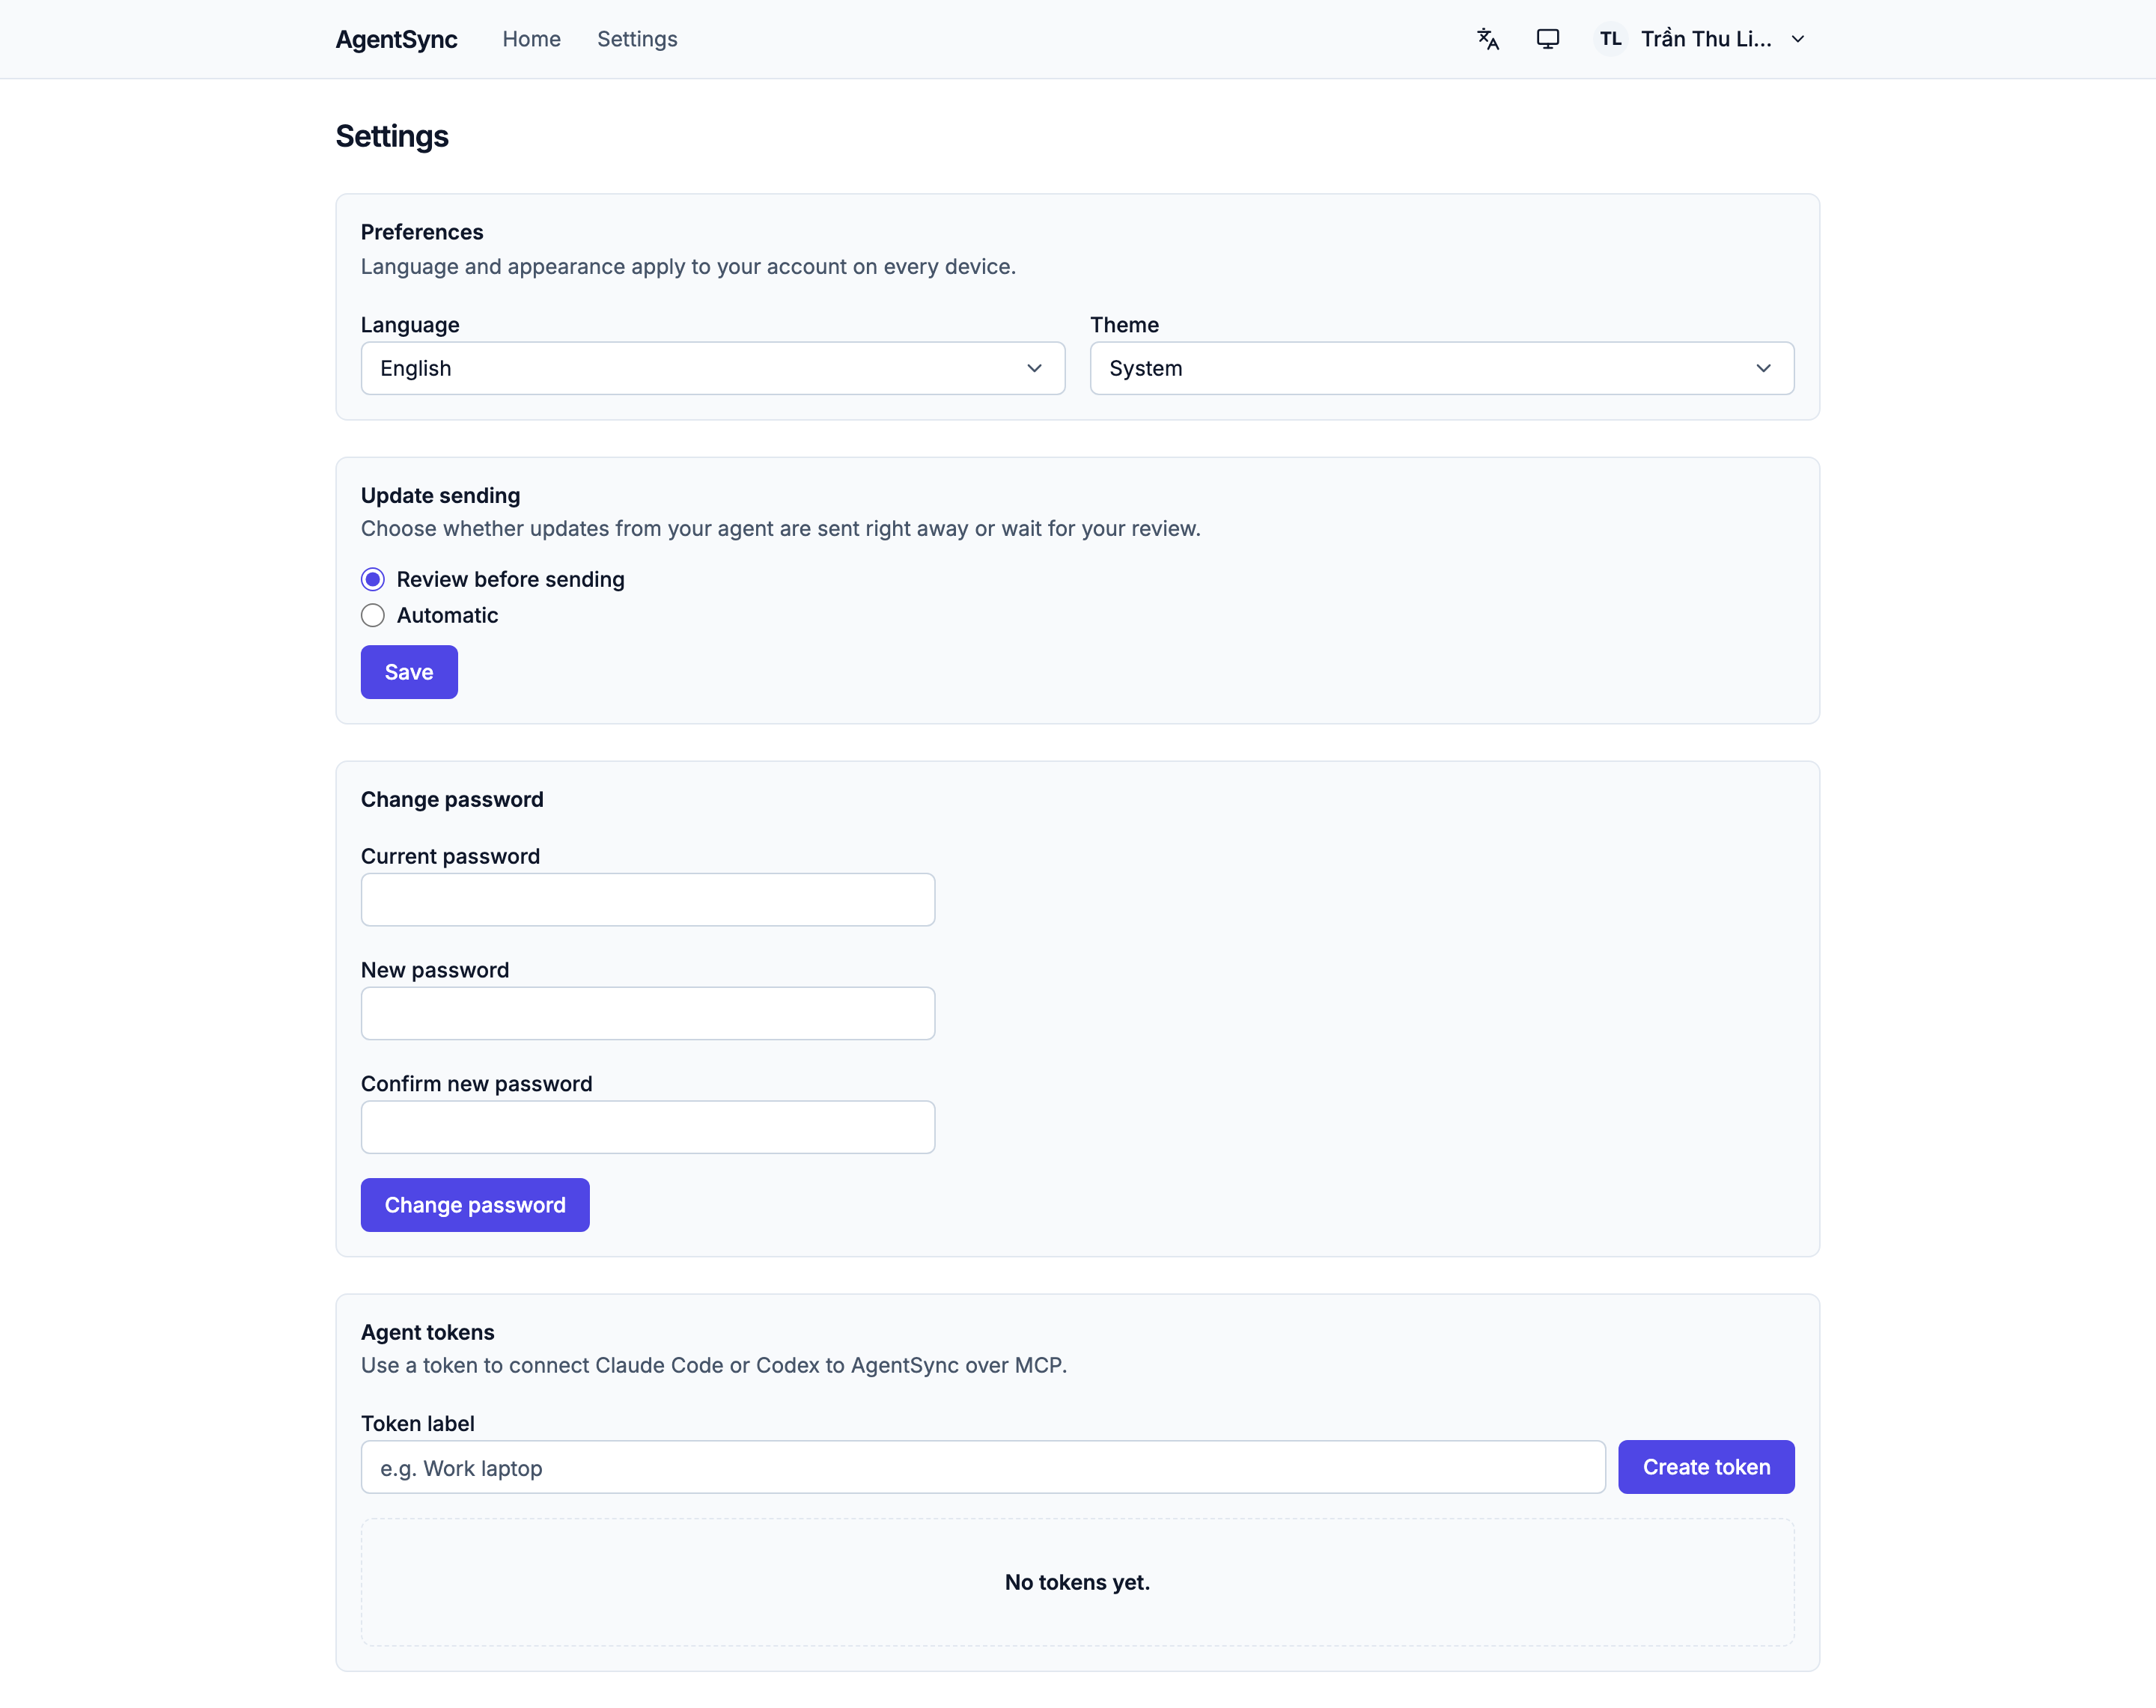 AgentSync
Home
Settings
TL
Trần Thu Li...
Settings
Preferences
Language and appearance apply to your account on every device.
Language
Theme
English
System
Update sending
Choose whether updates from your agent are sent right away or wait for your review.
Review before sending
Automatic
Save
Change password
Current password
New password
Confirm new password
Change password
Agent tokens
Use a token to connect Claude Code or Codex to AgentSync over MCP.
Token label
e.g. Work laptop
Create token
No tokens yet.